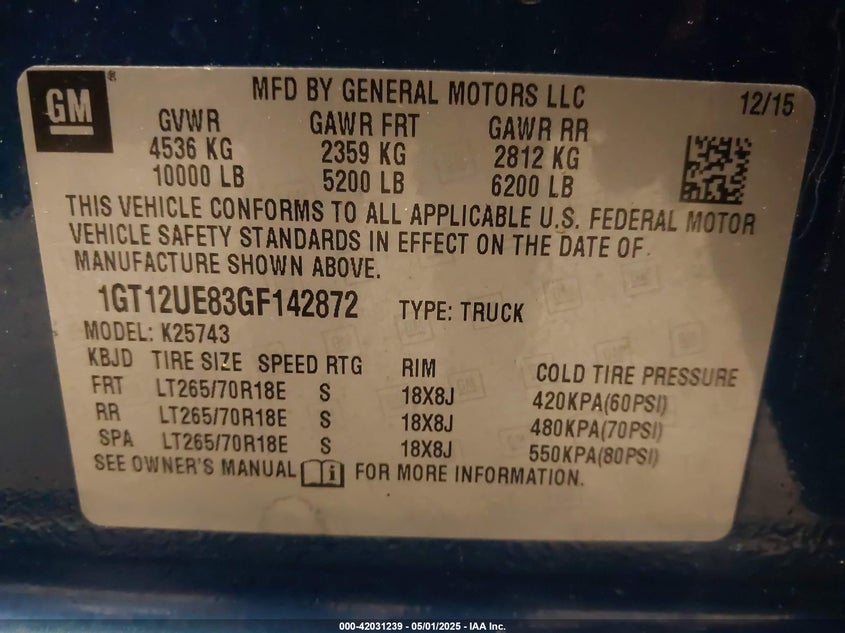 GM ®
MFD BY GENERAL MOTORS LLC
12/15
GVWR GAWR FRT GAWR RR
4536 KG 2359 KG 2812 KG
10000 LB 5200 LB 6200 LB
THIS VEHICLE CONFORMS TO ALL APPLICABLE U.S. FEDERAL MOTOR
VEHICLE SAFETY STANDARDS IN EFFECT ON THE DATE OF
MANUFACTURE SHOWN ABOVE.
1GT12UE83GF142872 TYPE: TRUCK
MODEL: K25743
KBJD TIRE SIZE SPEED RTG RIM COLD TIRE PRESSURE
FRT LT265/70R18E S 18X8J 420KPA(60PSI)
RR LT265/70R18E S 18X8J 480KPA(70PSI)
SPA LT265/70R18E S 18X8J 550KPA(80PSI)
SEE OWNER'S MANUAL FOR MORE INFORMATION.
000-42031239 - 05/01/2025 - IAA Inc.